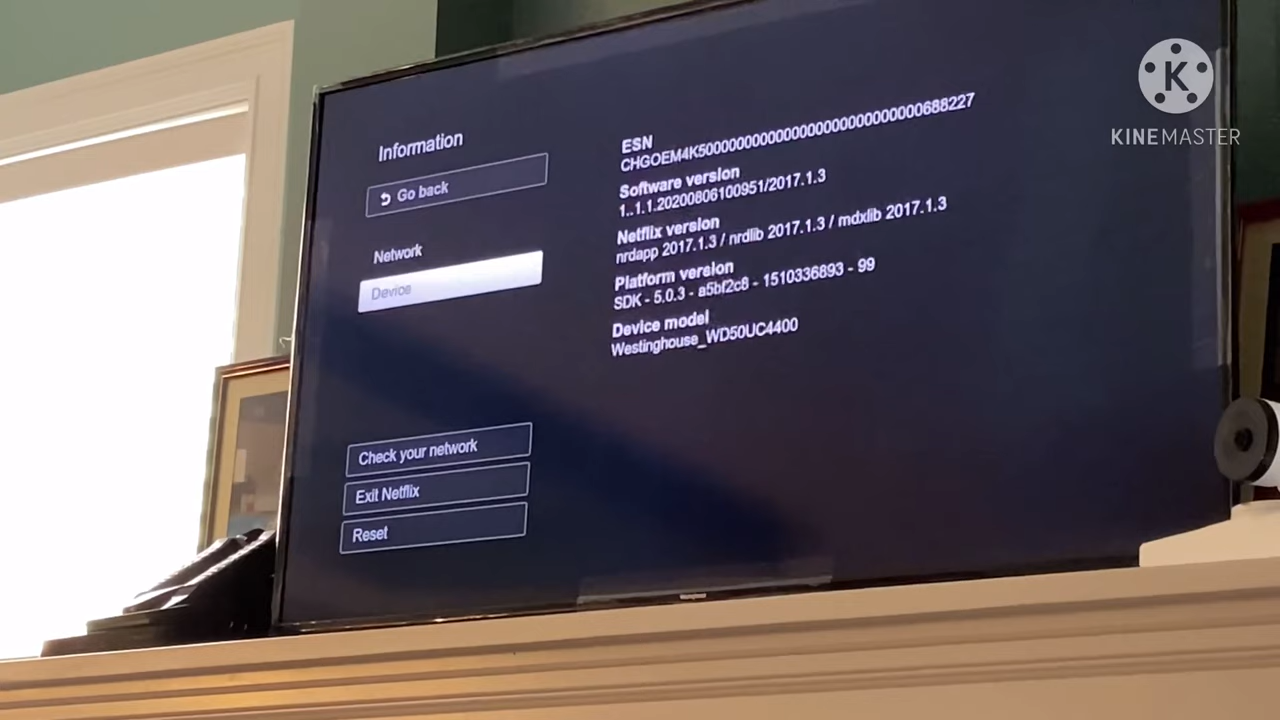 K
KINEMASTER
Information
Go back
Network
Device
Check your network
Exit Netflix
Reset
ESN
CHGOEM4K5000000000000000000000000000688227
Software version
1..1.1.20200806100951/2017.1.3
Netflix version
nrdapp 2017.1.3 / nrdlib 2017.1.3 / mdxlib 2017.1.3
Platform version
SDK - 5.0.3 - a5bf2c8 - 1510336893 - 99
Device model
Westinghouse_WD50UC4400